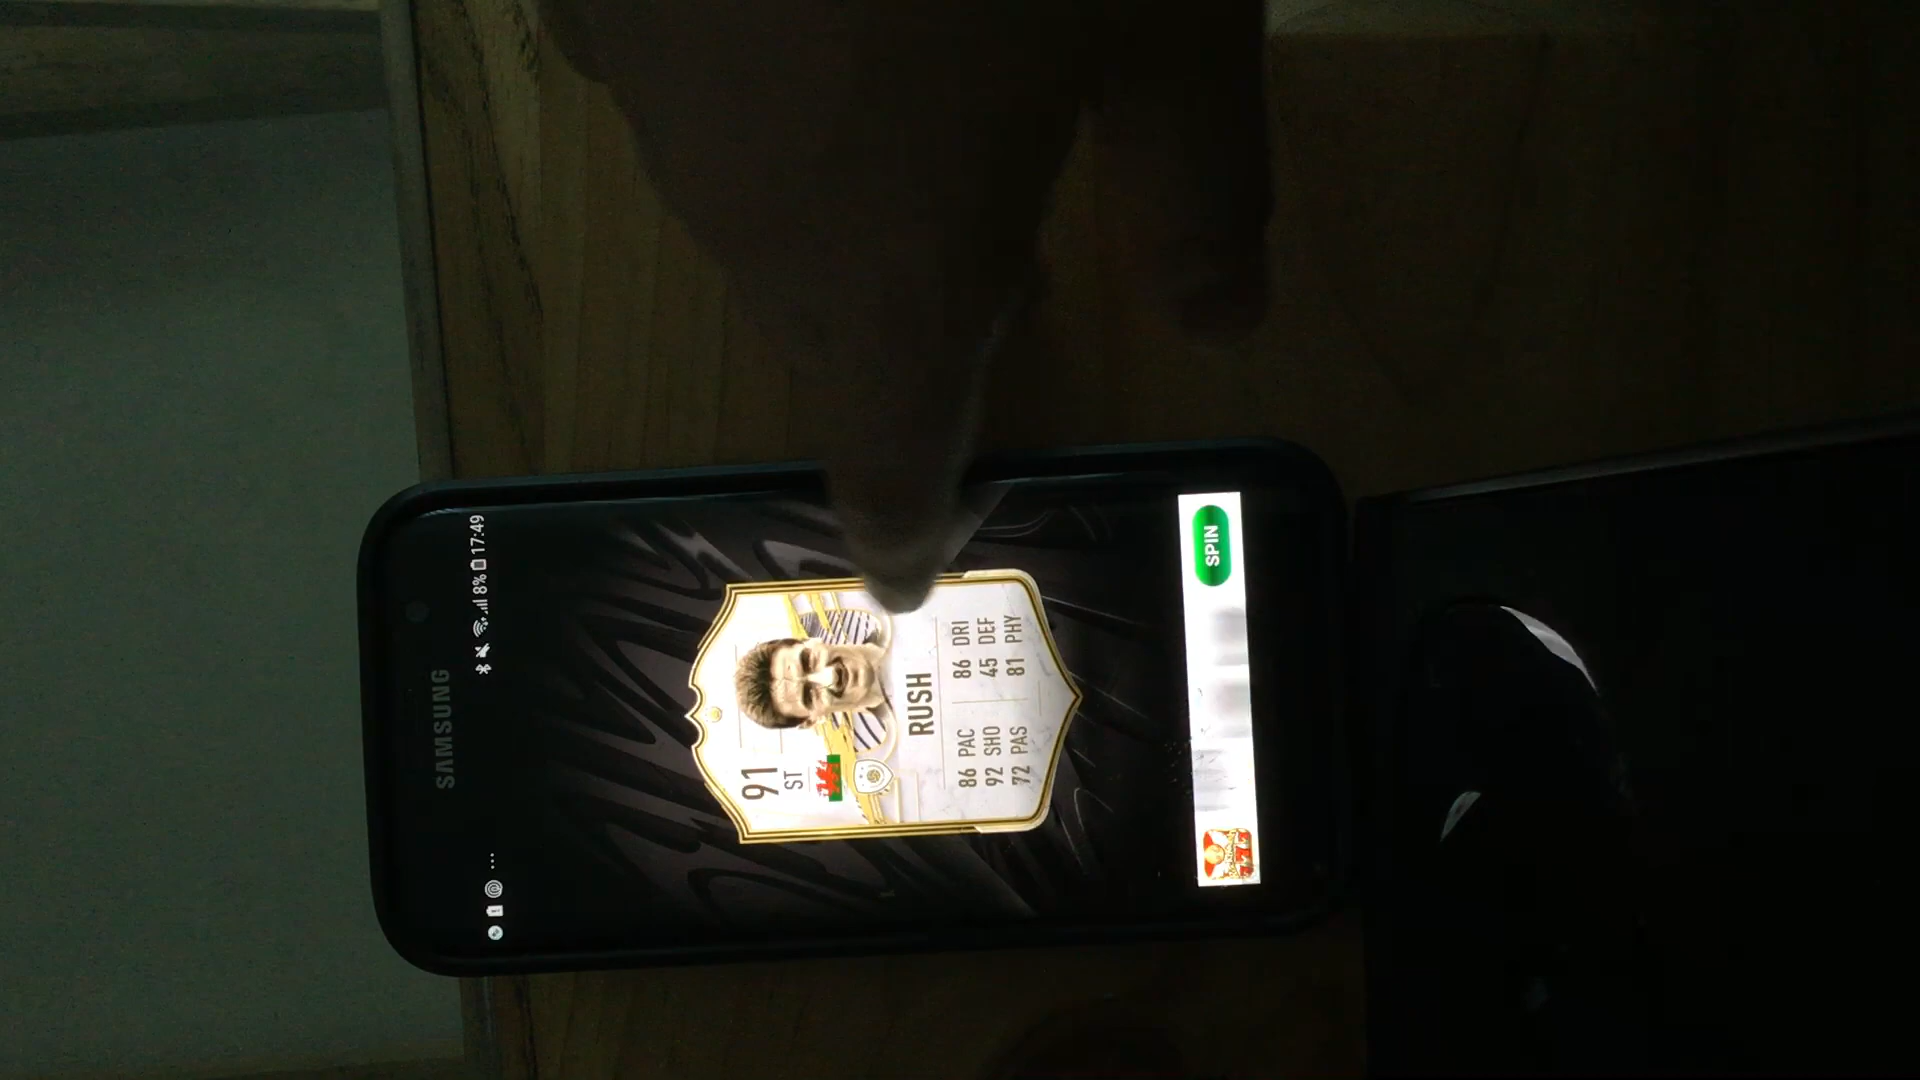 SAMSUNG
8% 17:49
91
ST
RUSH
86 PAC
92 SHO
72 PAS
86 DRI
45 DEF
81 PHY
SPIN